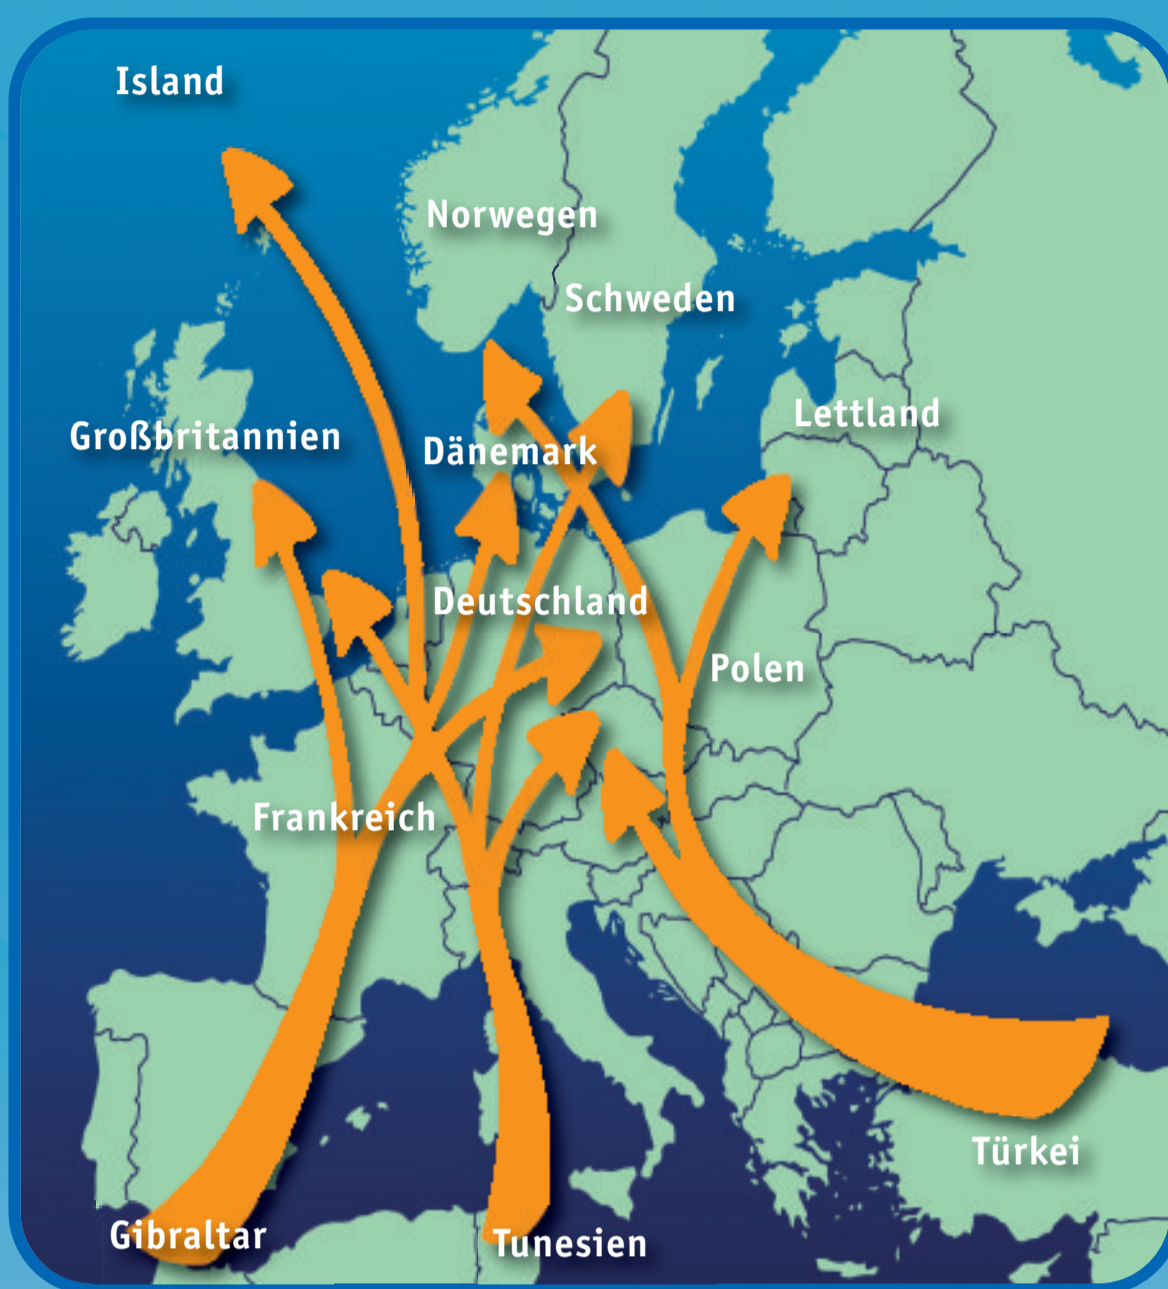 Island
Norwegen
Schweden
Lettland
Großbritannien
Dänemark
Deutschland
Polen
Frankreich
Türkei
Gibraltar
Tunesien